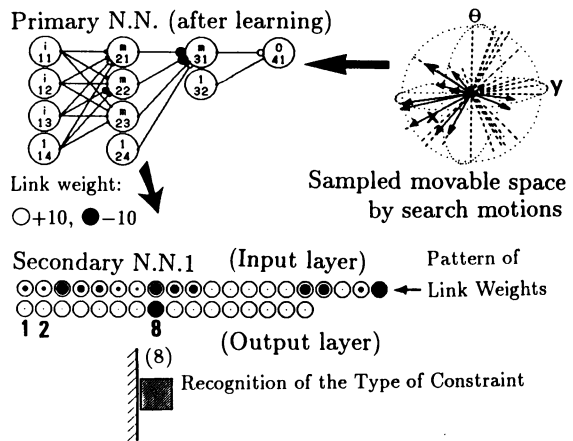 Primary N.N. (after learning)
θ
i 11
m 21
m 31
o 41
i 12
m 22
1 32
y
i 13
m 23
x
1 14
1 24
Link weight:
+10, −10
Sampled movable space
by search motions
Secondary N.N.1 (Input layer)
Pattern of
Link Weights
1 2 8
(Output layer)
(8)
Recognition of the Type of Constraint